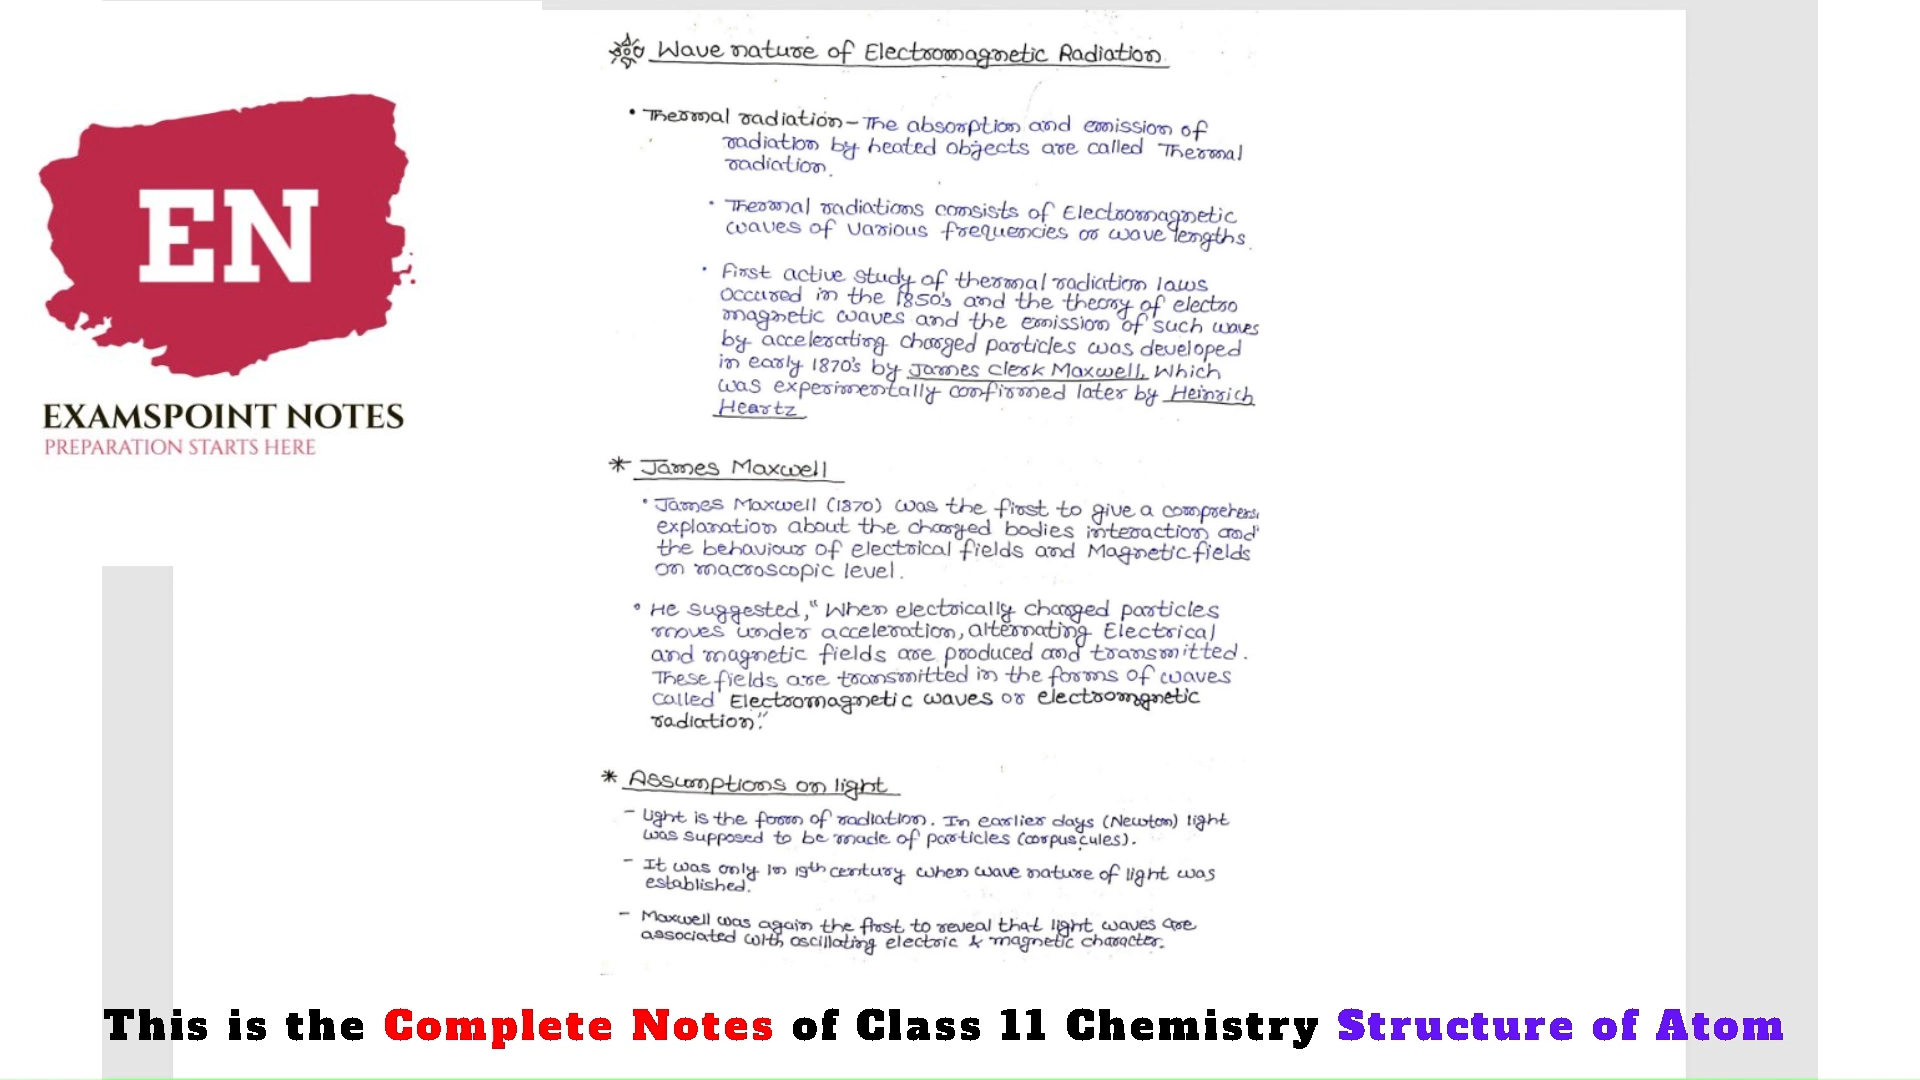 Wave nature of Electromagnetic Radiation
• Thermal radiation – The absorption and emission of
radiation by heated objects are called Thermal
radiation.
• Thermal radiations consists of Electromagnetic
waves of various frequencies or wave lengths.
• First active study of thermal radiation laws
occured in the 1850's and the theory of electro
magnetic waves and the emission of such waves
by accelerating charged particles was developed
in early 1870's by James Clerk Maxwell, Which
was experimentally confirmed later by Heinrich
Heartz
* James Maxwell
• James Maxwell (1870) was the first to give a comprehensi
explanation about the charged bodies interaction and
the behaviour of electrical fields and Magnetic fields
on macroscopic level.
• He suggested, "When electrically charged particles
moves under acceleration, alternating Electrical
and magnetic fields are produced and transmitted.
These fields are transmitted in the forms of waves
called Electromagnetic waves or electromgnetic
radiation."
* Assumptions on light
– Light is the form of radiation. In earlier days (Newton) light
was supposed to be made of particles (corpuscules).
– It was only in 19th century when wave nature of light was
established.
– Maxwell was again the first to reveal that light waves are
associated with oscillating electric & magnetic character.
EN
EXAMSPOINT NOTES
PREPARATION STARTS HERE
This is the Complete Notes of Class 11 Chemistry Structure of Atom